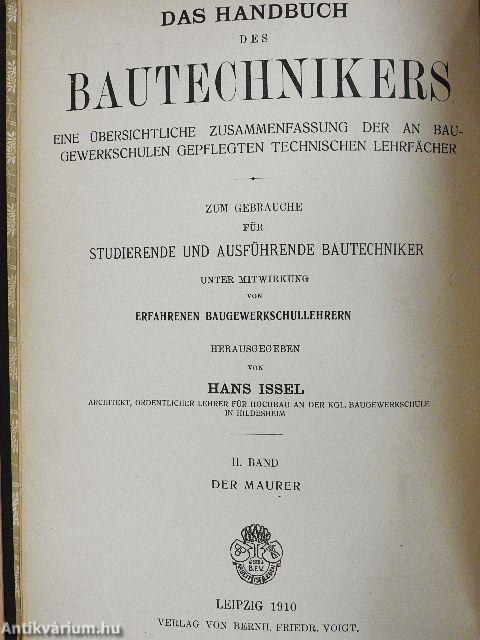 DAS HANDBUCH
DES
BAUTECHNIKERS
EINE ÜBERSICHTLICHE ZUSAMMENFASSUNG DER AN BAU-
GEWERKSCHULEN GEPFLEGTEN TECHNISCHEN LEHRFÄCHER
ZUM GEBRAUCHE
FÜR
STUDIERENDE UND AUSFÜHRENDE BAUTECHNIKER
UNTER MITWIRKUNG
VON
ERFAHRENEN BAUGEWERKSCHULLEHRERN
HERAUSGEGEBEN
VON
HANS ISSEL
ARCHITEKT, ORDENTLICHER LEHRER FÜR HOCHBAU AN DER KGL. BAUGEWERKSCHULE
IN HILDESHEIM
II. BAND
DER MAURER
B.F.V.
LEIPZIG 1910
VERLAG VON BERNH. FRIEDR. VOIGT.
Antikvárium.hu